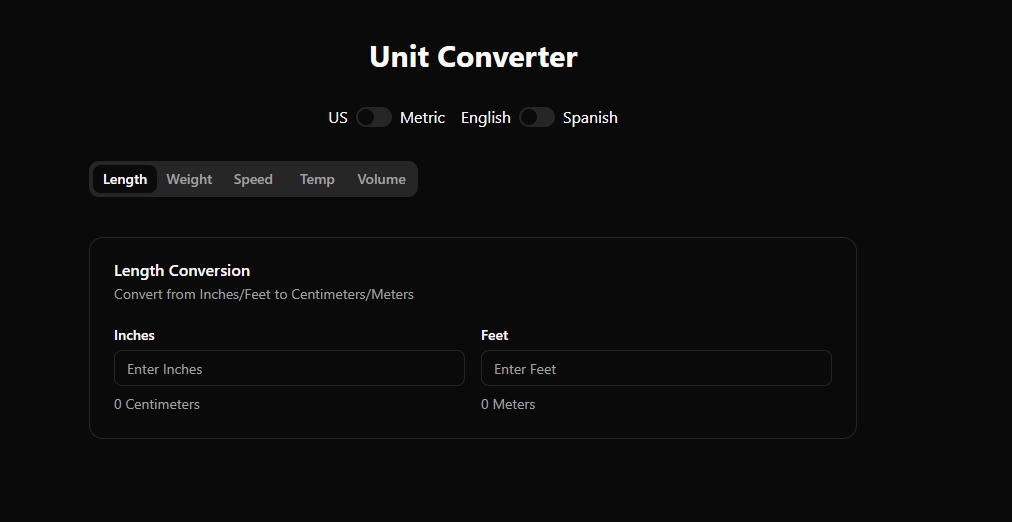 Unit Converter
US Metric English Spanish
Length Weight Speed Temp Volume
Length Conversion
Convert from Inches/Feet to Centimeters/Meters
Inches Feet
Enter Inches Enter Feet
0 Centimeters 0 Meters